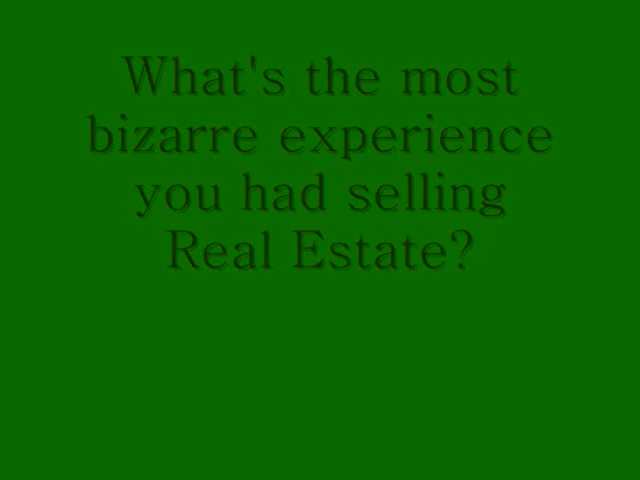 What's the most
bizarre experience
you had selling
Real Estate?